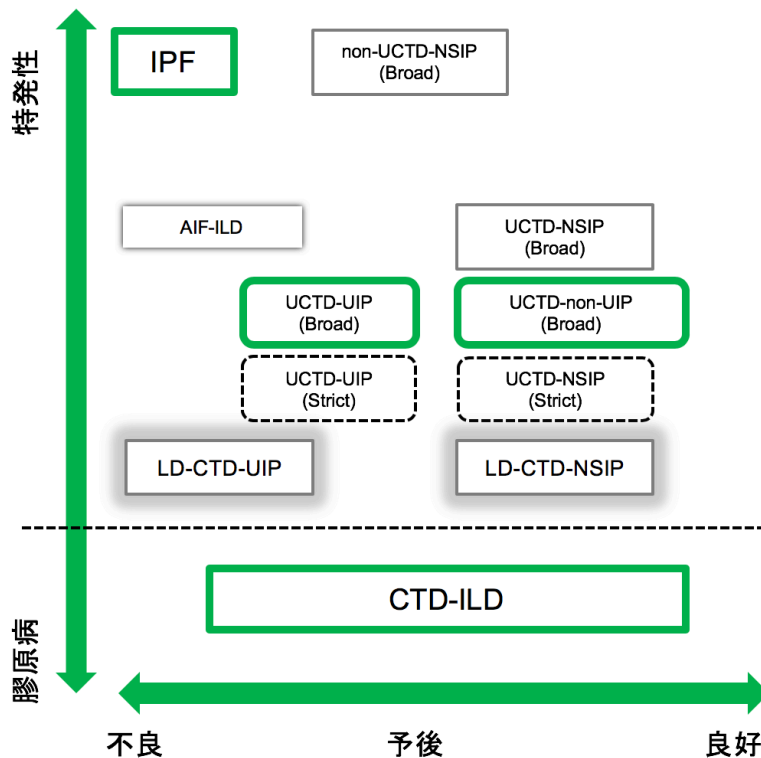 特発性
IPF
non-UCTD-NSIP
(Broad)
AIF-ILD
UCTD-NSIP
(Broad)
UCTD-UIP
(Broad)
UCTD-non-UIP
(Broad)
UCTD-UIP
(Strict)
UCTD-NSIP
(Strict)
LD-CTD-UIP
LD-CTD-NSIP
CTD-ILD
膠原病
不良
予後
良好